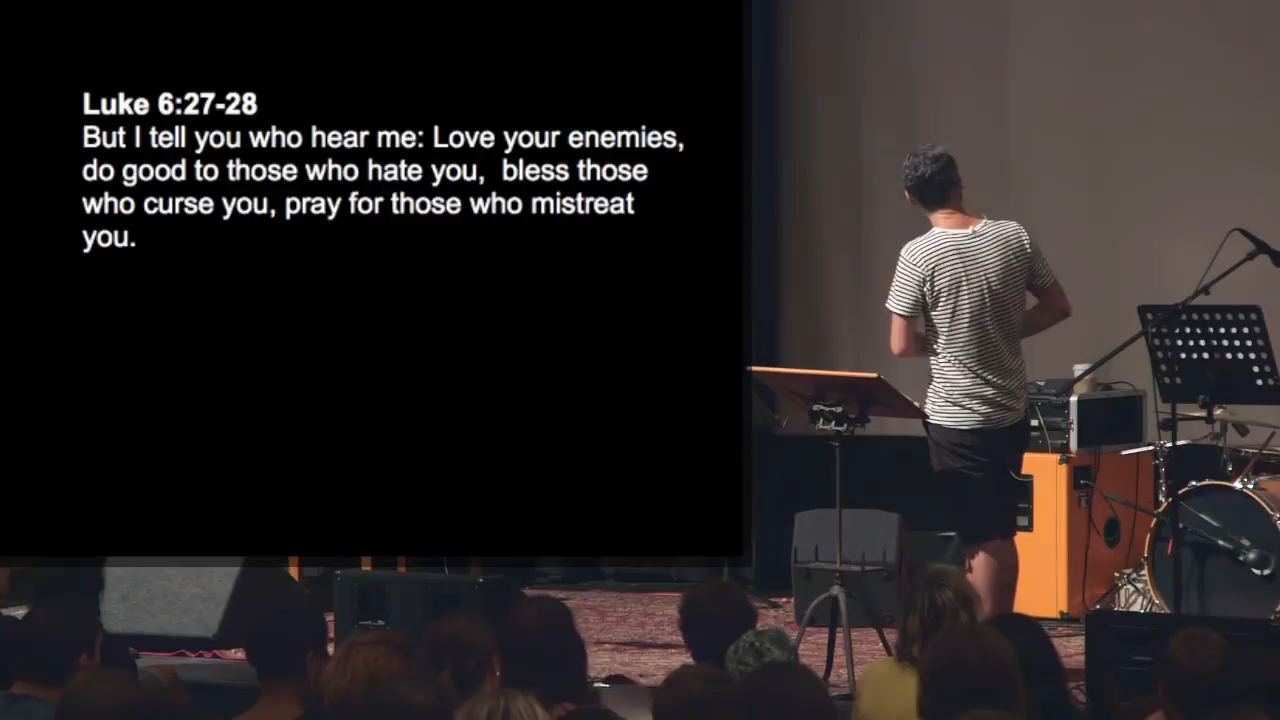 Luke 6:27-28
But I tell you who hear me: Love your enemies,
do good to those who hate you,  bless those
who curse you, pray for those who mistreat
you.